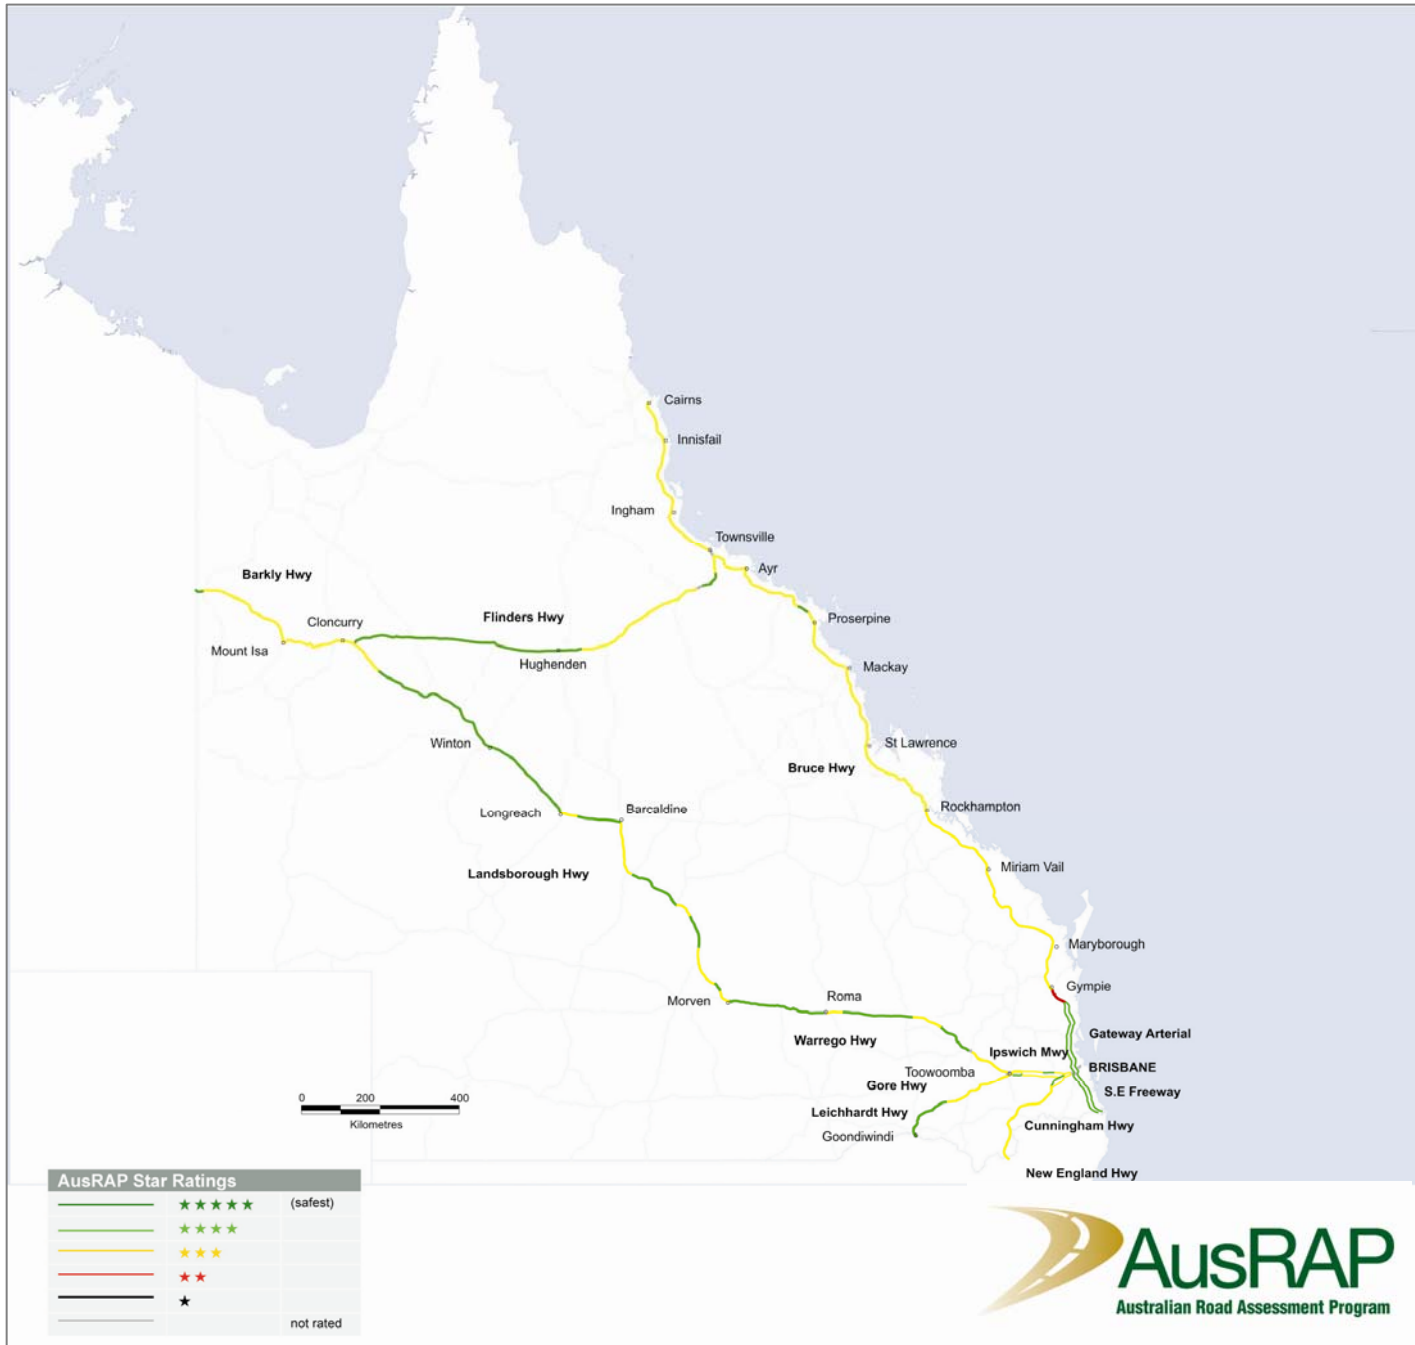 Cairns
Innisfail
Ingham
Townsville
Ayr
Barkly Hwy
Flinders Hwy
Cloncurry
Proserpine
Mount Isa
Hughenden
Mackay
Winton
St Lawrence
Bruce Hwy
Longreach
Barcaldine
Rockhampton
Landsborough Hwy
Miriam Vail
Maryborough
Gympie
Morven
Roma
Gateway Arterial
Warrego Hwy
Ipswich Mwy
BRISBANE
Toowoomba
Gore Hwy
S.E Freeway
0 200 400
Kilometres
Leichhardt Hwy
Cunningham Hwy
Goondiwindi
New England Hwy
AusRAP Star Ratings
(safest)
not rated
AusRAP
Australian Road Assessment Program